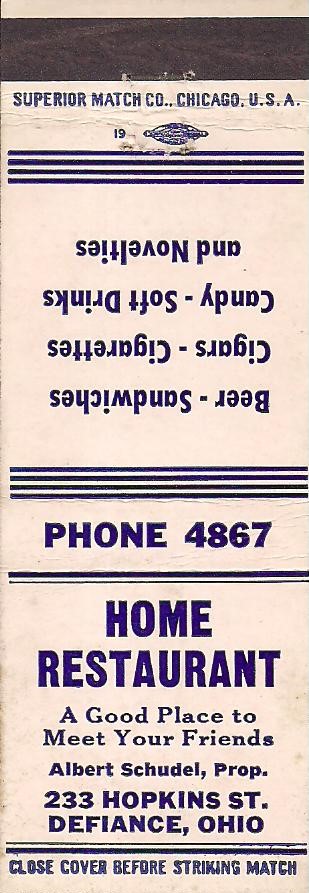 SUPERIOR MATCH CO., CHICAGO, U.S.A.
19
Beer - Sandwiches
Cigars - Cigarettes
Candy - Soft Drinks
and Novelties
PHONE 4867
HOME
RESTAURANT
A Good Place to
Meet Your Friends
Albert Schudel, Prop.
233 HOPKINS ST.
DEFIANCE, OHIO
CLOSE COVER BEFORE STRIKING MATCH